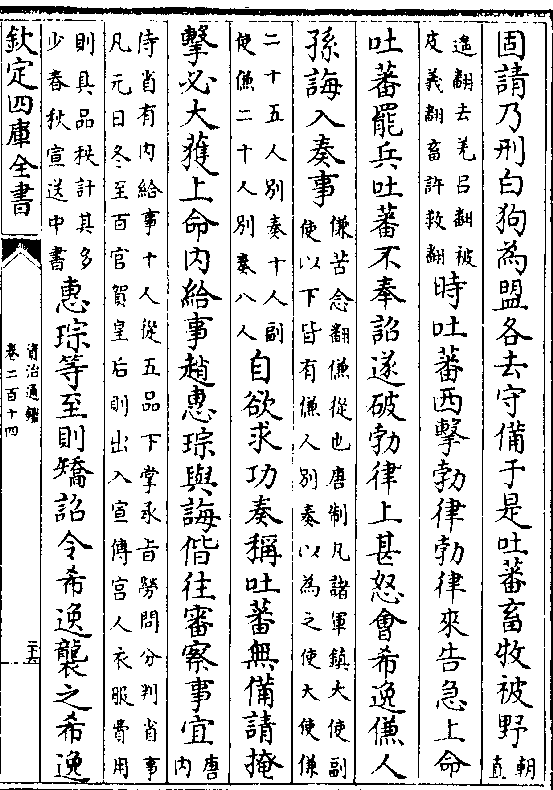 固請乃刑白狗為盟各去守備于是吐蕃畜牧被野朝
直
遙翻去羌呂翻被
皮義翻畜許救翻
時吐蕃西擊勃律勃律來告急上命
吐蕃罷兵吐蕃不奉詔遂破勃律上甚怒會希逸傔人
孫誨入奏事
傔苦念翻傔從也唐制凡諸軍鎮大使副
使以下皆有傔人別奏以為之使大使傔
二十五人別奏十人副
使傔二十人別奏八人
自欲求功奏稱吐蕃無備請掩
擊必大獲上命内給事趙惠琮與誨偕往審察事宜
唐
内
侍省有内給事十人從五品下掌承旨勞問分判省事
凡元日冬至百官賀皇后則出入宣傳宮人衣服費用
則具品秩計其多
少春秋宣送中書
惠琮等至則矯詔令希逸襲之希逸
欽定四庫全書
資治通鑑
卷二百十四